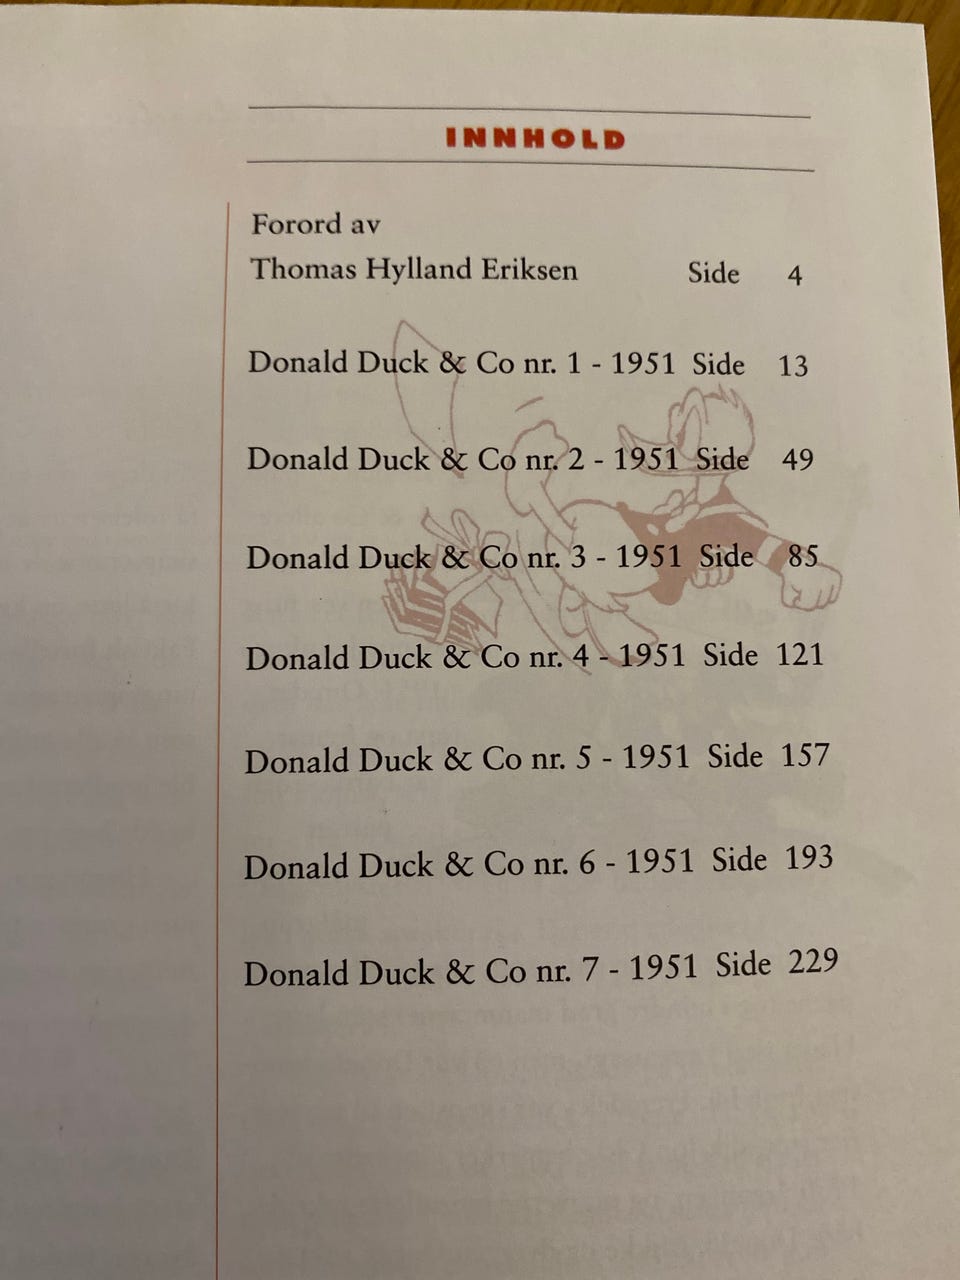 INNHOLD
Forord av
Thomas Hylland Eriksen Side 4
Donald Duck & Co nr. 1 - 1951 Side 13
Donald Duck & Co nr. 2 - 1951 Side 49
Donald Duck & Co nr. 3 - 1951 Side 85
Donald Duck & Co nr. 4 - 1951 Side 121
Donald Duck & Co nr. 5 - 1951 Side 157
Donald Duck & Co nr. 6 - 1951 Side 193
Donald Duck & Co nr. 7 - 1951 Side 229